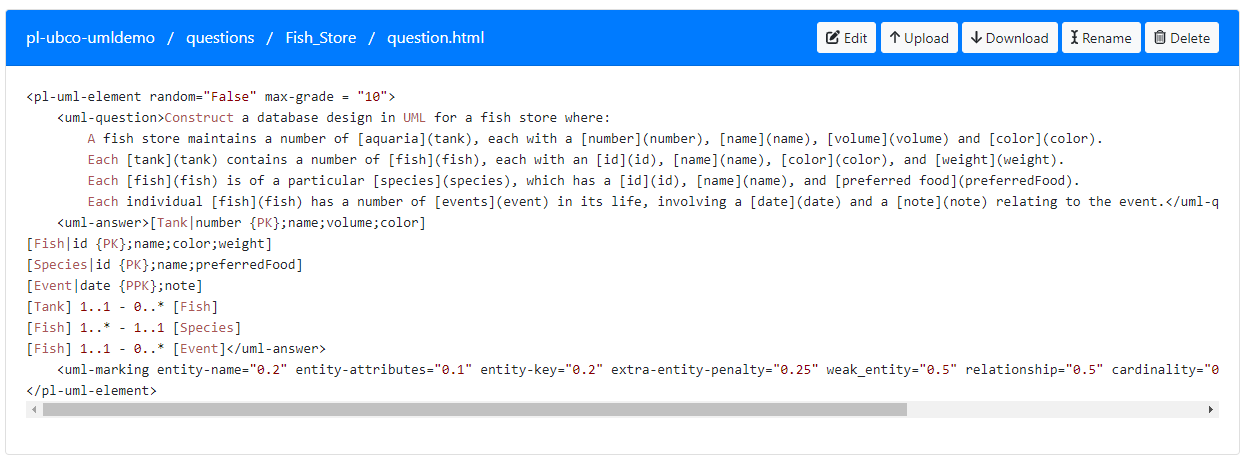 pl-ubco-umldemo / questions / Fish_Store / question.html Edit Upload Download Rename Delete
<pl-uml-element random="False" max-grade = "10">
<uml-question>Construct a database design in UML for a fish store where:
A fish store maintains a number of [aquaria](tank), each with a [number](number), [name](name), [volume](volume) and [color](color).
Each [tank](tank) contains a number of [fish](fish), each with an [id](id), [name](name), [color](color), and [weight](weight).
Each [fish](fish) is of a particular [species](species), which has a [id](id), [name](name), and [preferred food](preferredFood).
Each individual [fish](fish) has a number of [events](event) in its life, involving a [date](date) and a [note](note) relating to the event.</uml-q
<uml-answer>[Tank|number {PK};name;volume;color]
[Fish|id {PK};name;color;weight]
[Species|id {PK};name;preferredFood]
[Event|date {PPK};note]
[Tank] 1..1 - 0..* [Fish]
[Fish] 1..* - 1..1 [Species]
[Fish] 1..1 - 0..* [Event]</uml-answer>
<uml-marking entity-name="0.2" entity-attributes="0.1" entity-key="0.2" extra-entity-penalty="0.25" weak_entity="0.5" relationship="0.5" cardinality="0
</pl-uml-element>